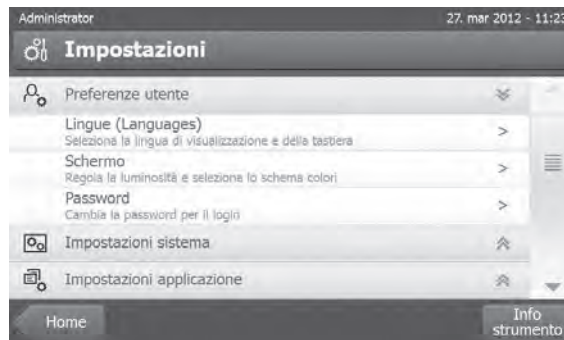 Administrator
27. mar 2012 - 11:23
Impostazioni
Preferenze utente
Lingue (Languages)
Seleziona la lingua di visualizzazione e della tastiera
>
Schermo
Regola la luminosità e seleziona lo schema colori
>
Password
Cambia la password per il login
>
Impostazioni sistema
Impostazioni applicazione
Home
Info
strumento